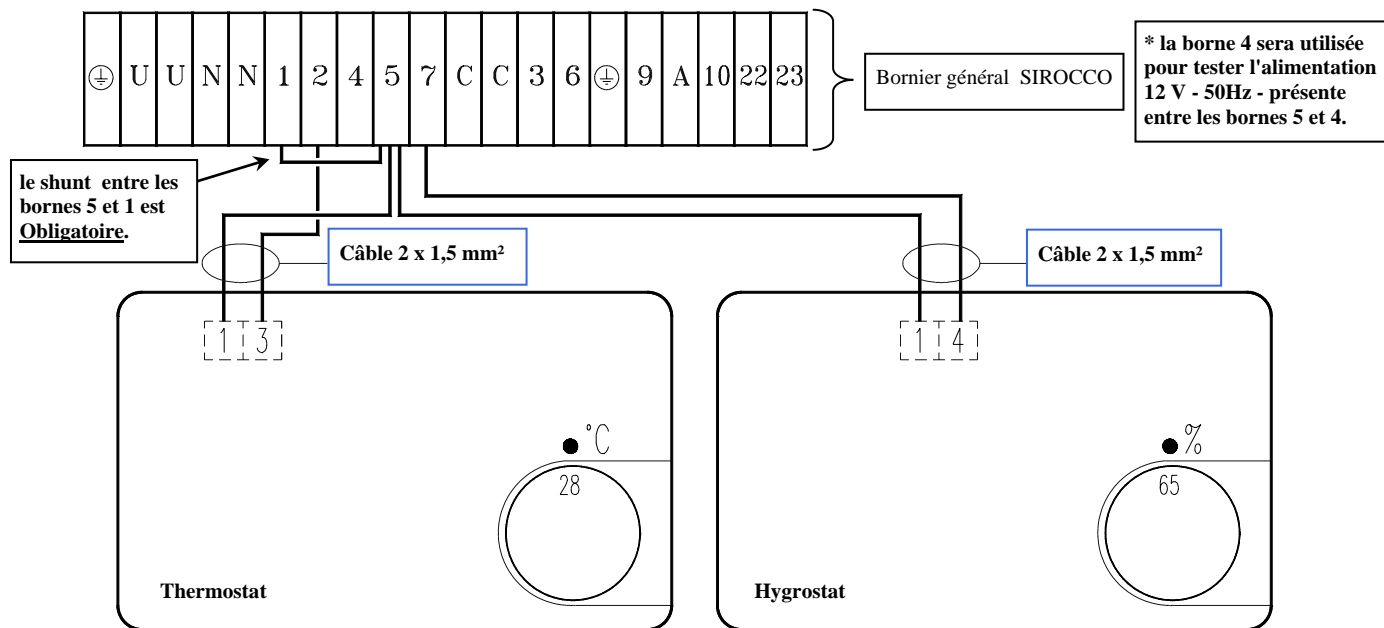 ⏚ U U N N 1 2 4 5 7 C C 3 6 ⏚ 9 A 10 22 23
Bornier général SIROCCO
* la borne 4 sera utilisée
pour tester l'alimentation
12 V - 50Hz - présente
entre les bornes 5 et 4.
le shunt entre les
bornes 5 et 1 est
Obligatoire.
Câble 2 x 1,5 mm²
Câble 2 x 1,5 mm²
1 3
1 4
°C
28
%
65
Thermostat
Hygrostat